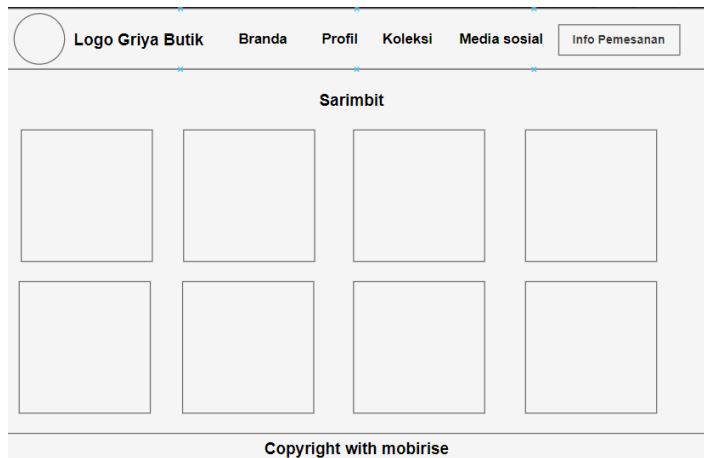 Logo Griya Butik Branda Profil Koleksi Media sosial Info Pemesanan
Sarimbit
Copyright with mobirise